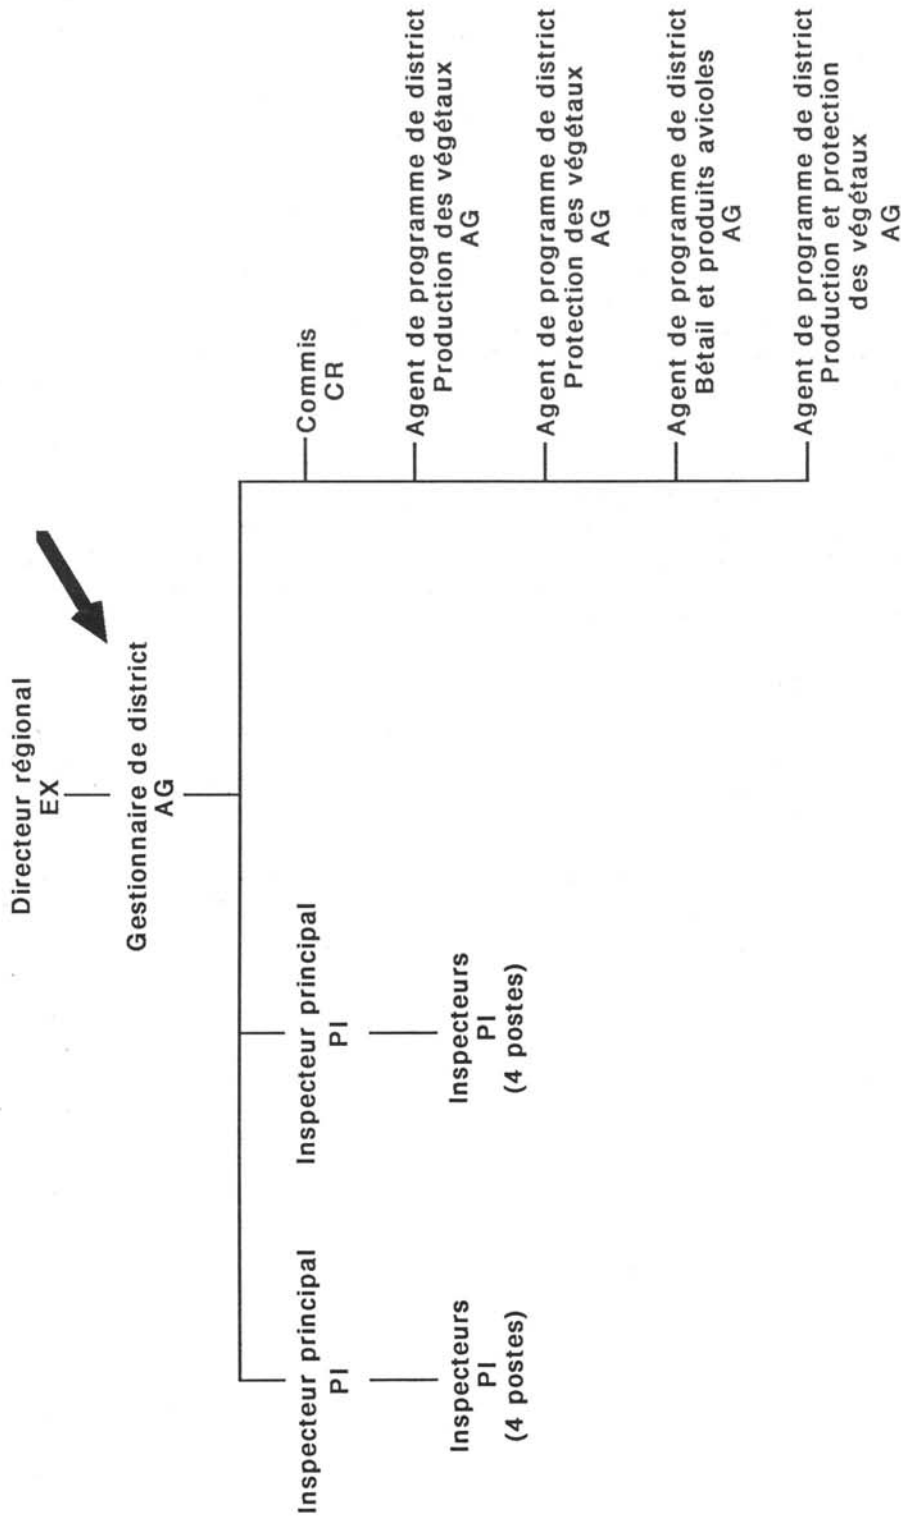 Directeur régional
EX
Gestionnaire de district
AG
Inspecteur principal
PI
Inspecteurs
PI
(4 postes)
Inspecteur principal
PI
Inspecteurs
PI
(4 postes)
Commis
CR
Agent de programme de district
Production des végétaux
AG
Agent de programme de district
Protection des végétaux
AG
Agent de programme de district
Bétail et produits avicoles
AG
Agent de programme de district
Production et protection
des végétaux
AG